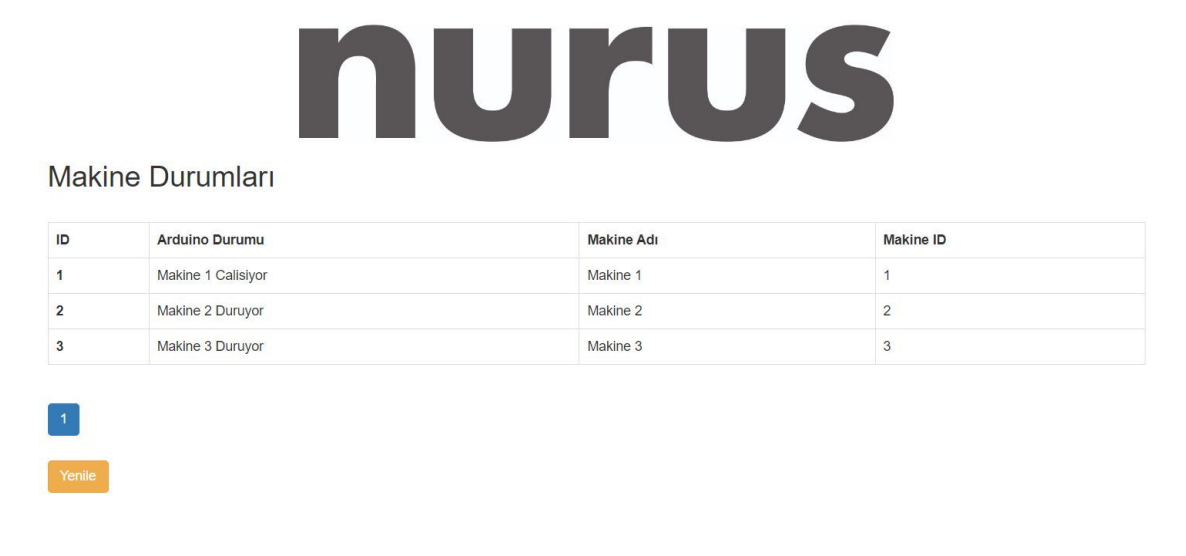 nurus
Makine Durumları
ID Arduino Durumu Makine Adı Makine ID
1 Makine 1 Calisiyor Makine 1 1
2 Makine 2 Duruyor Makine 2 2
3 Makine 3 Duruyor Makine 3 3
1
Yenile